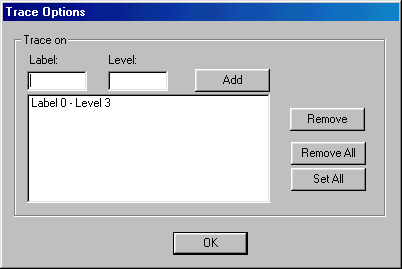 Trace Options
Trace on
Label: Level:
Add
Label 0 - Level 3
Remove
Remove All
Set All
OK